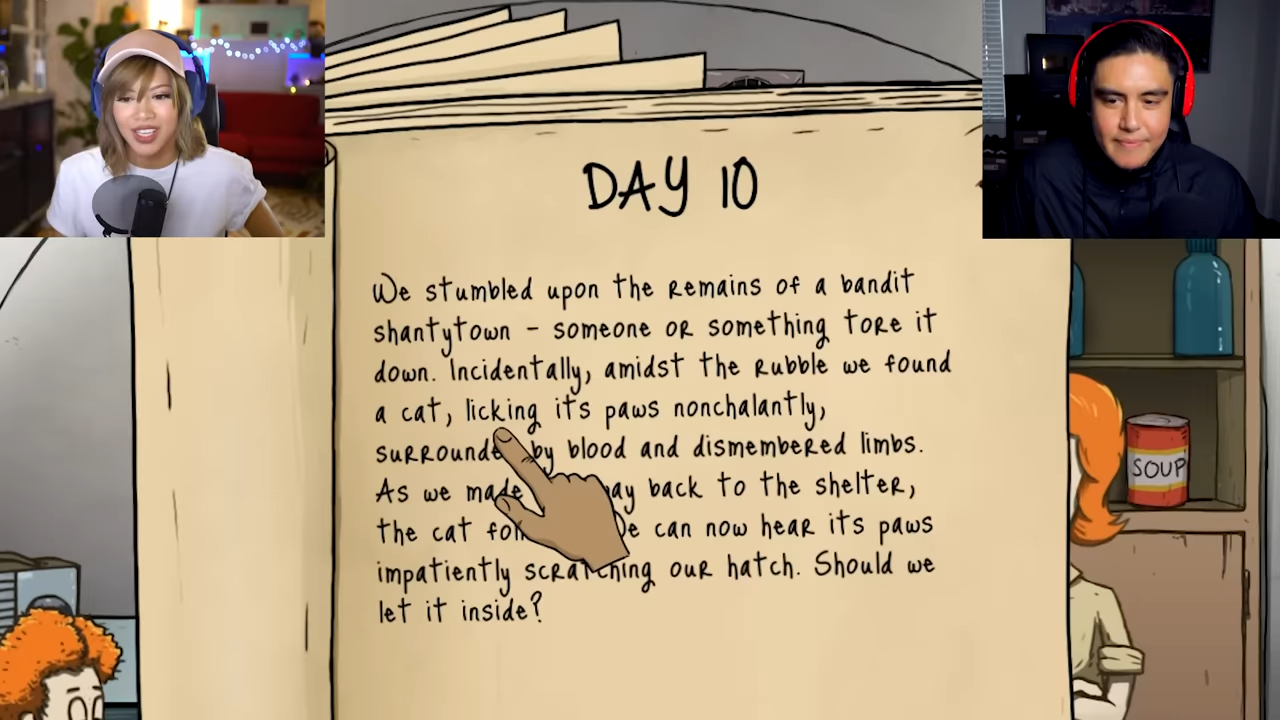 DAY 10
We stumbled upon the remains of a bandit
shantytown - someone or something tore it
down. Incidentally, amidst the rubble we found
a cat, licking its paws nonchalantly,
by blood and dismembered limbs.
As we made back to the shelter,
the cat can now hear its paws
impatiently scratching our hatch. Should we
let it inside?
SOUP